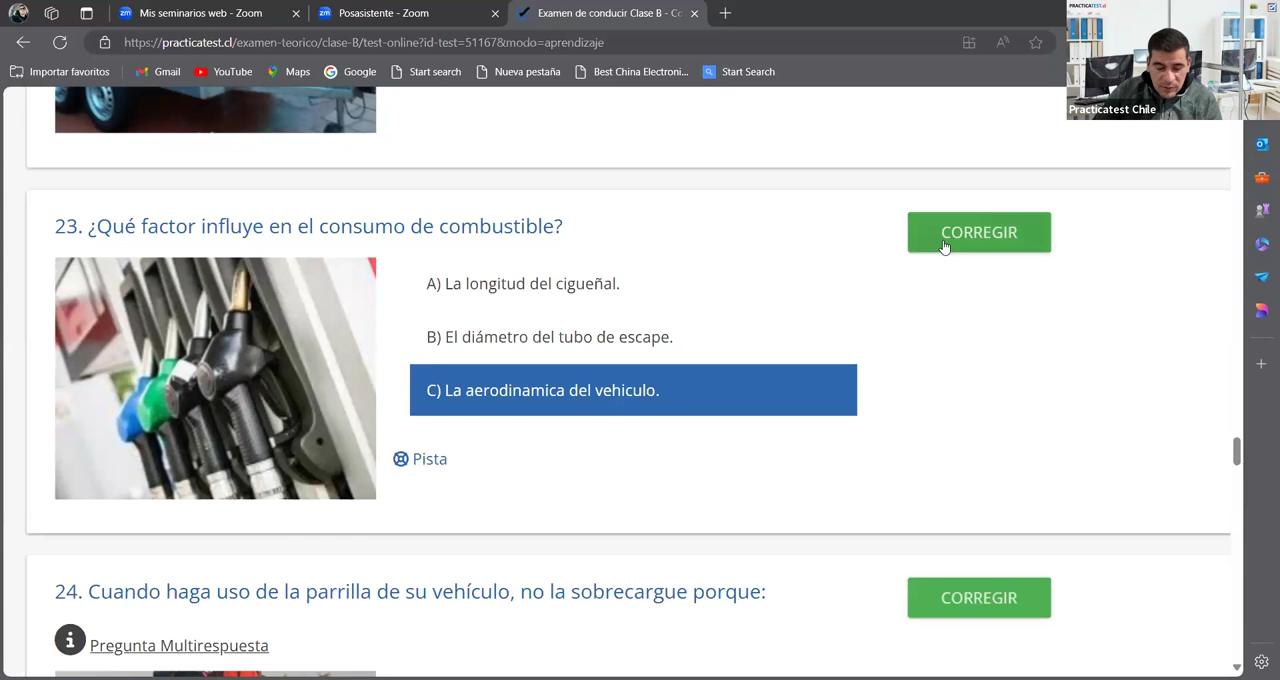 Mis seminarios web - Zoom
Posasistente - Zoom
Examen de conducir Clase B - Co
https://practicatest.cl/examen-teorico/clase-B/test-online?id-test=51167&modo=aprendizaje
Importar favoritos
Gmail
YouTube
Maps
Google
Start search
Nueva pestaña
Best China Electroni...
Start Search
PRACTICATEST.cl
Practicatest Chile
23. ¿Qué factor influye en el consumo de combustible?
CORREGIR
A) La longitud del cigueñal.
B) El diámetro del tubo de escape.
C) La aerodinamica del vehiculo.
Pista
24. Cuando haga uso de la parrilla de su vehículo, no la sobrecargue porque:
CORREGIR
Pregunta Multirespuesta